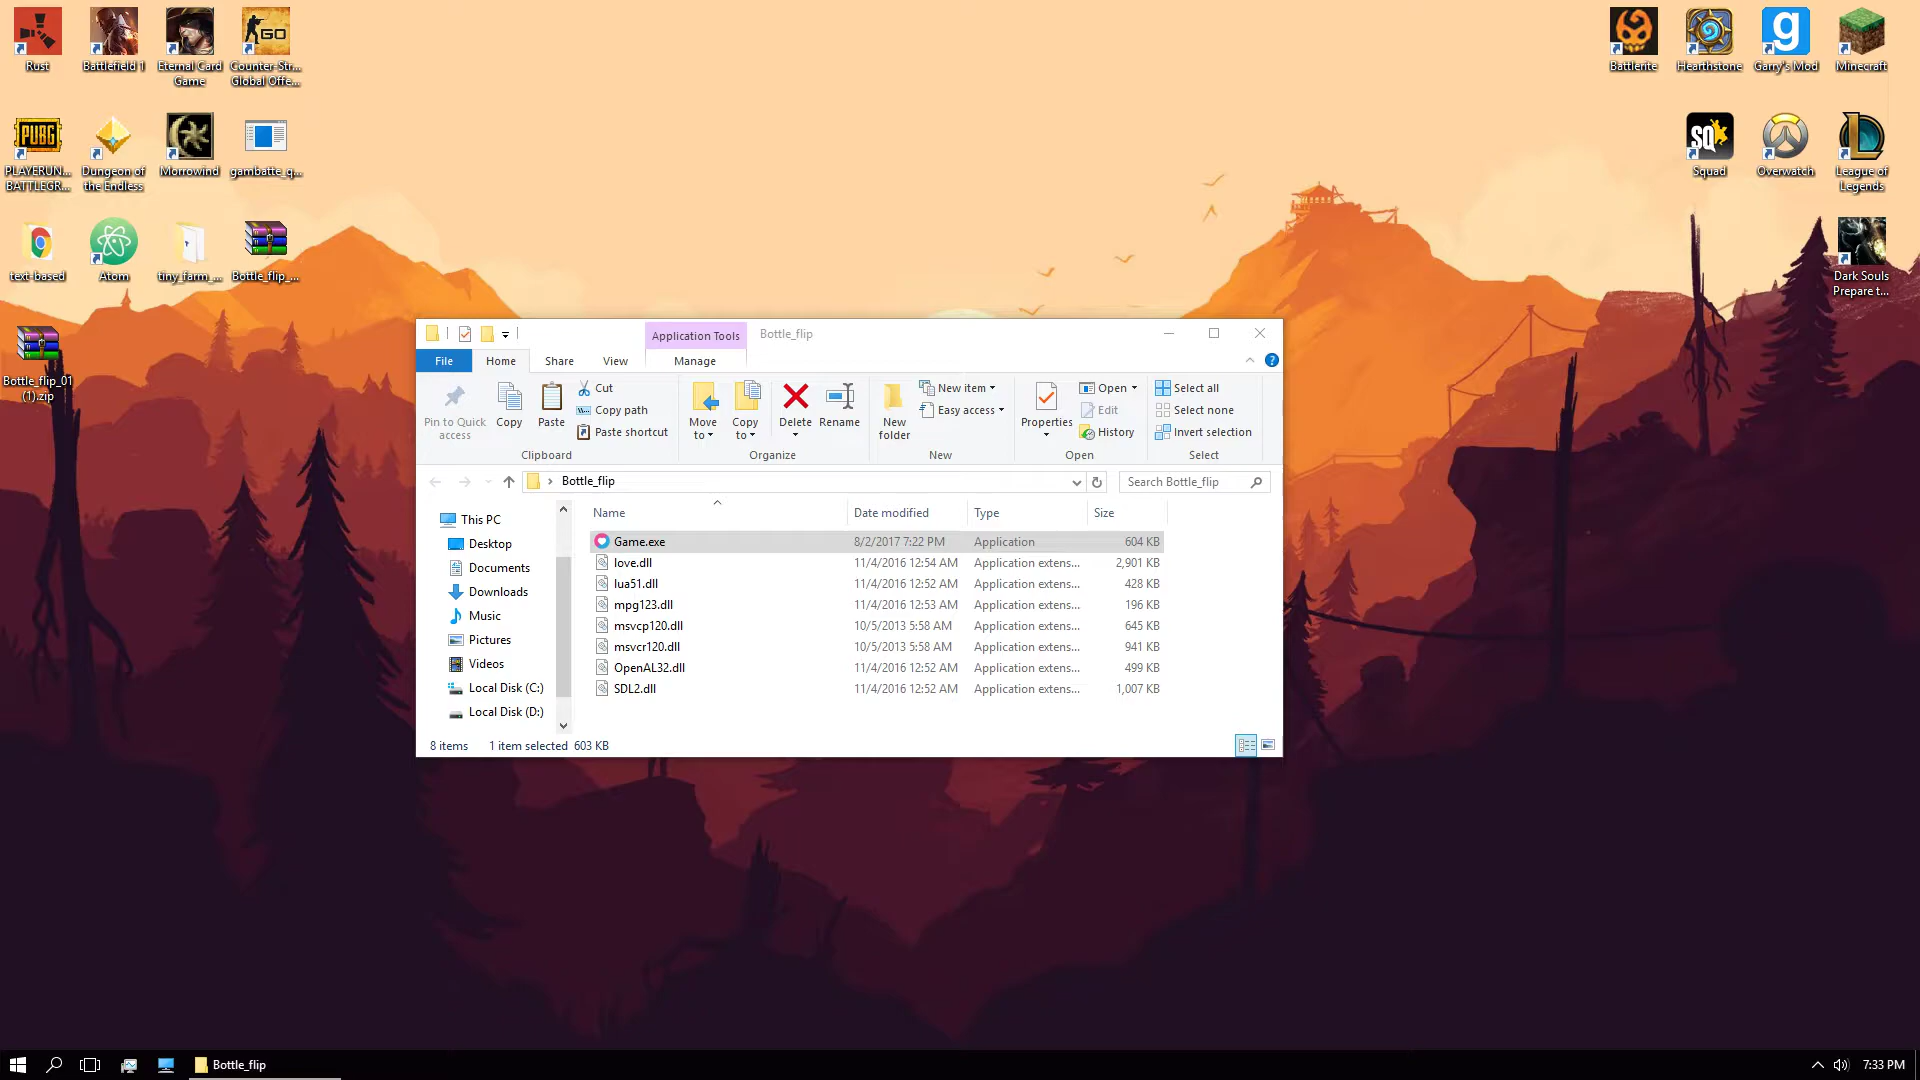 Rust
Battlefield 1
Eternal Card
Game
GO
Counter-Str...
Global Offe...
Battlerite
Hearthstone
g
Garry's Mod
Minecraft
PUBG
PLAYERUN...
BATTLEGR...
Dungeon of
the Endless
Morrowind
gambatte_q...
SQ
Squad
Overwatch
L
League of
Legends
text-based
Atom
tiny_farm_...
Bottle_flip_...
Dark Souls
Prepare t...
Bottle_flip_01
(1).zip
Application Tools
Bottle_flip
File
Home
Share
View
Manage
Pin to Quick
access
Copy
Paste
Cut
Copy path
Paste shortcut
Clipboard
Move
to
Copy
to
Delete
Rename
Organize
New
folder
New item
Easy access
New
Properties
Open
Edit
History
Open
Select all
Select none
Invert selection
Select
Bottle_flip
Search Bottle_flip
This PC
Desktop
Documents
Downloads
Music
Pictures
Videos
Local Disk (C:)
Local Disk (D:)
Name Date modified Type Size
Game.exe 8/2/2017 7:22 PM Application 604 KB
love.dll 11/4/2016 12:54 AM Application extens... 2,901 KB
lua51.dll 11/4/2016 12:52 AM Application extens... 428 KB
mpg123.dll 11/4/2016 12:53 AM Application extens... 196 KB
msvcp120.dll 10/5/2013 5:58 AM Application extens... 645 KB
msvcr120.dll 10/5/2013 5:58 AM Application extens... 941 KB
OpenAL32.dll 11/4/2016 12:52 AM Application extens... 499 KB
SDL2.dll 11/4/2016 12:52 AM Application extens... 1,007 KB
8 items 1 item selected 603 KB
Bottle_flip
7:33 PM